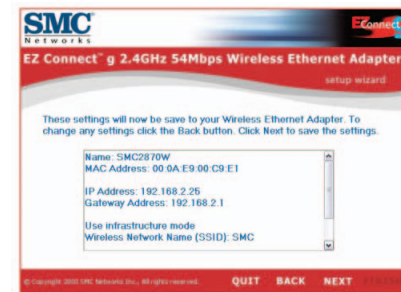 SMC
Networks
EZ Connect
EZ Connect™ g 2.4GHz 54Mbps Wireless Ethernet Adapter
setup wizard
These settings will now be save to your Wireless Ethernet Adapter. To
change any settings click the Back button. Click Next to save the settings.
Name: SMC2870W
MAC Address: 00:0A:E9:00:C9:E1
IP Address: 192.168.2.25
Gateway Address: 192.168.2.1
Use infrastructure mode
Wireless Network Name (SSID): SMC
© Copyright 2003 SMC Networks Inc., All rights reserved.
QUIT BACK NEXT